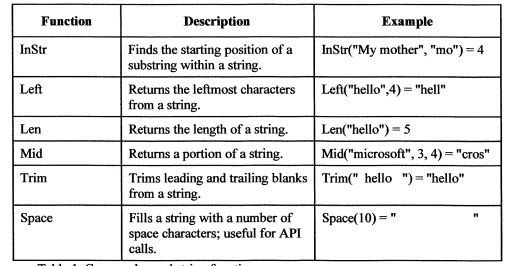 Function Description Example
InStr Finds the starting position of a InStr("My mother", "mo") = 4
substring within a string.
Left Returns the leftmost characters Left("hello",4) = "hell"
from a string.
Len Returns the length of a string. Len("hello") = 5
Mid Returns a portion of a string. Mid("microsoft", 3, 4) = "cros"
Trim Trims leading and trailing blanks Trim(" hello ") = "hello"
from a string.
Space Fills a string with a number of Space(10) = " "
space characters; useful for API
calls.